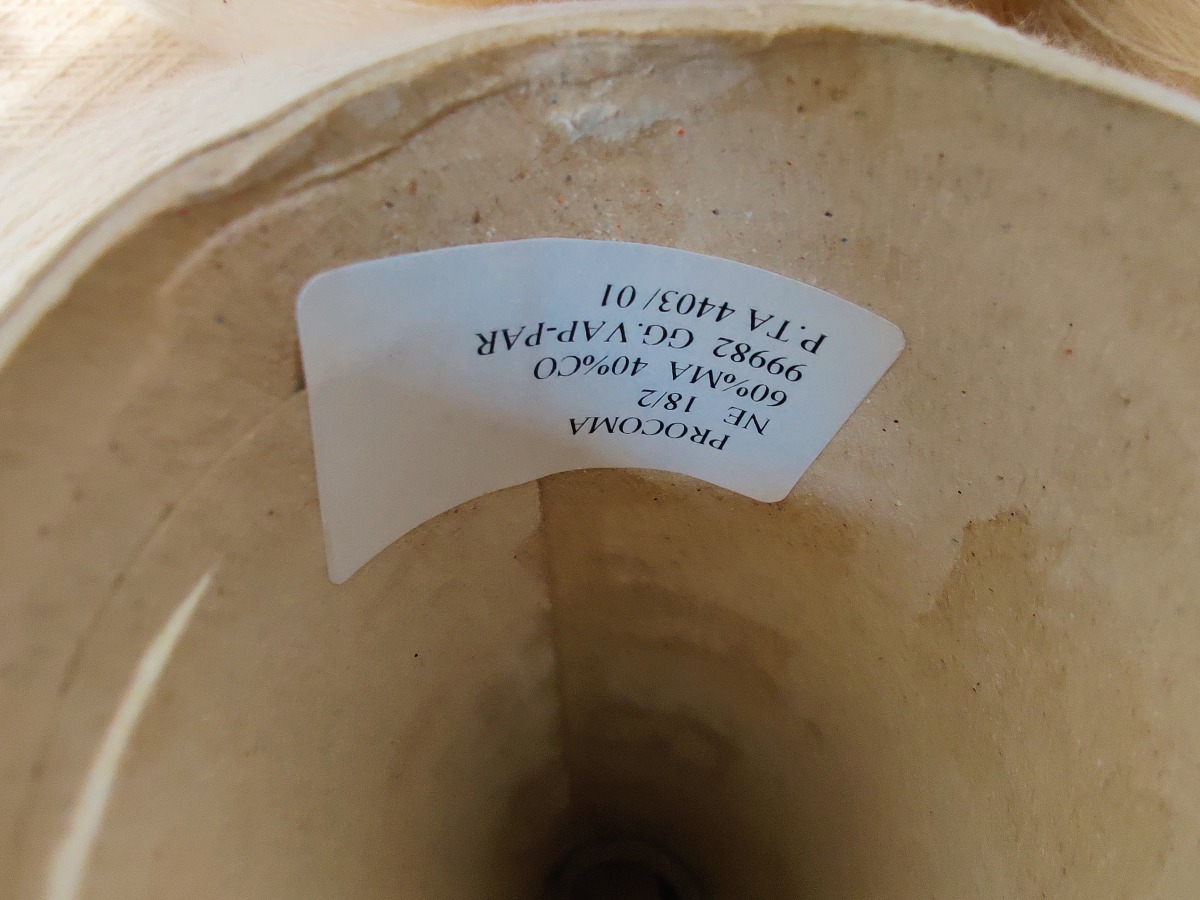 PROCOMA
NE 18/2
60%MA 40%CO
99982 GG.VAP-PAR
P.TA 4403/ 01